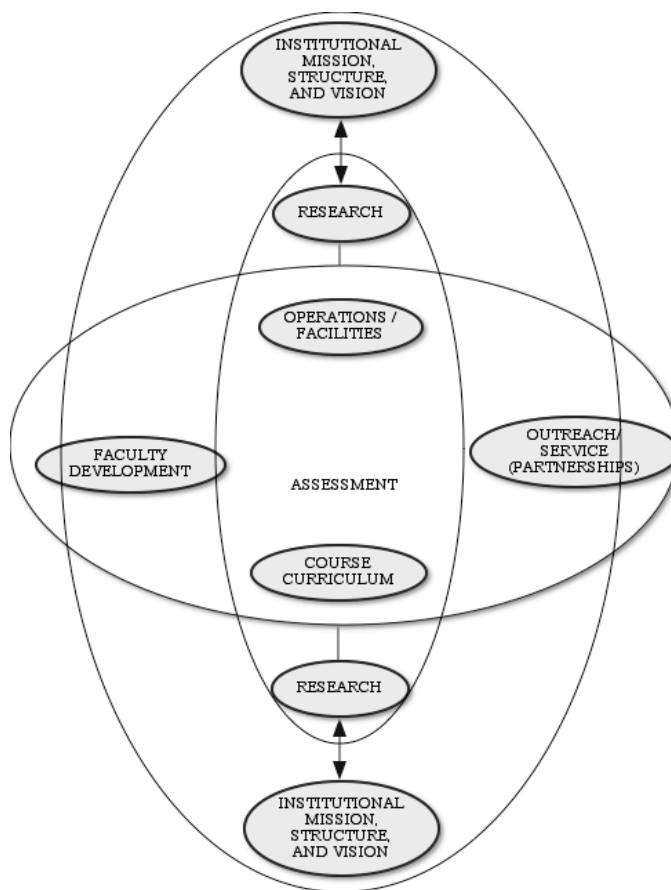 INSTITUTIONAL
MISSION,
STRUCTURE,
AND VISION
RESEARCH
OPERATIONS /
FACILITIES
FACULTY
DEVELOPMENT
OUTREACH/
SERVICE
(PARTNERSHIPS)
ASSESSMENT
COURSE
CURRICULUM
RESEARCH
INSTITUTIONAL
MISSION,
STRUCTURE,
AND VISION